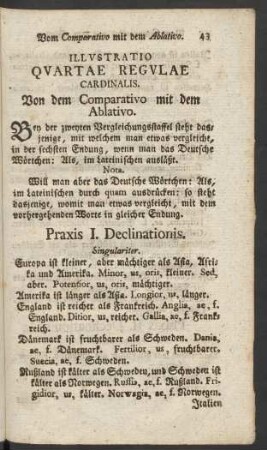 Vom Comparativo mit dem Ablativo. 43
ILLVSTRATIO
QVARTAE REGVLAE
CARDINALIS.
Von dem Comparativo mit dem
Ablativo.
Bey der zweyten Vergleichungsstaffel steht das-
jenige, mit welchem man etwas vergleicht,
in der sechsten Endung, wenn man das Deutsche
Wörtchen: Als, im lateinischen ausläßt.
Nota.
Will man aber das Deutsche Wörtchen: Als,
im lateinischen durch quam ausdrücken: so steht
dasjenige, womit man etwas vergleicht, mit dem
vorhergehenden Worte in gleicher Endung.
Praxis I. Declinationis.
Singulariter.
Europa ist kleiner, aber mächtiger als Asia, Afri-
ka und Amerika. Minor, us, oris, kleiner. Sed,
aber. Potentior, us, oris, mächtiger.
Amerika ist länger als Asia. Longior, us, länger.
England ist reicher als Frankreich. Anglia, ae, f.
England. Ditior, us, reicher. Gallia, ae, f. Frank-
reich.
Dänemark ist fruchtbarer als Schweden. Dania,
ae, f. Dänemark. Fertilior, us, fruchtbarer.
Suecia, ae, f. Schweden.
Rußland ist kälter als Schweden, und Schweden ist
kälter als Norwegen. Russia, ae, f. Rußland. Fri-
gidior, us, kälter. Norwagia, ae, f. Norwegen.
Italien